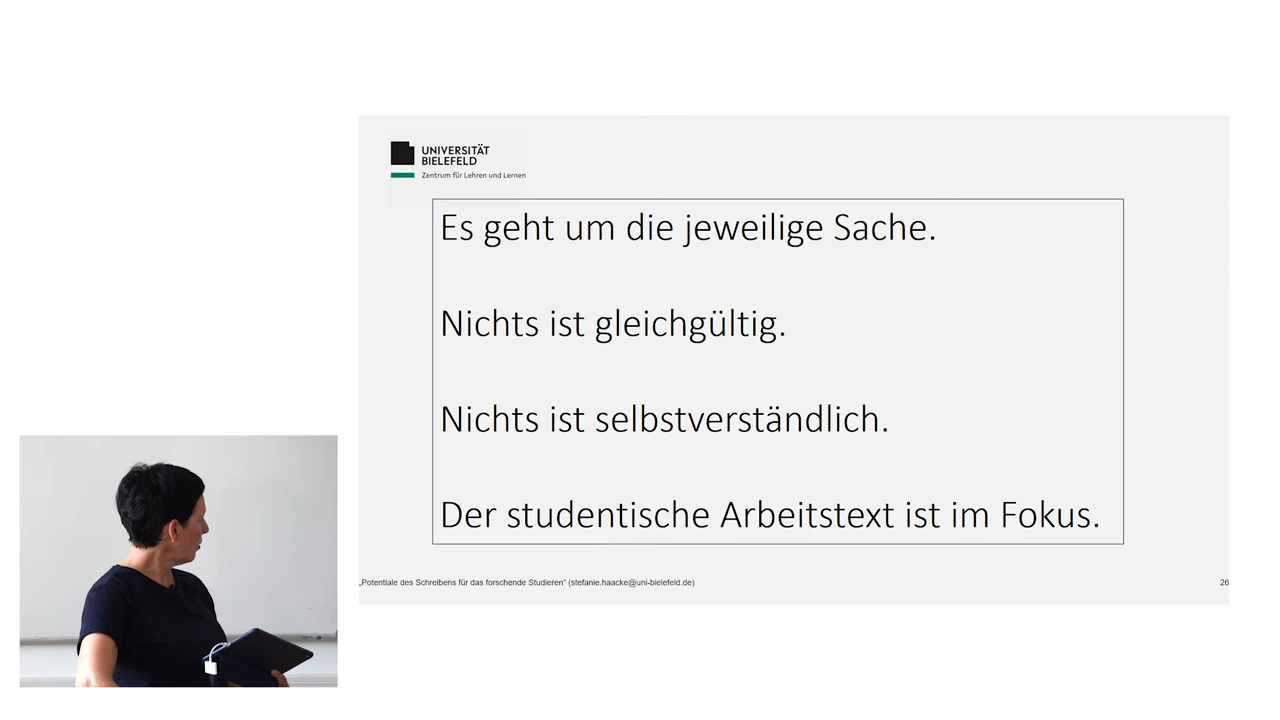 UNIVERSITÄT
BIELEFELD
Zentrum für Lehren und Lernen
Es geht um die jeweilige Sache.
Nichts ist gleichgültig.
Nichts ist selbstverständlich.
Der studentische Arbeitstext ist im Fokus.
„Potentiale des Schreibens für das forschende Studieren“ (stefanie.haacke@uni-bielefeld.de)
26